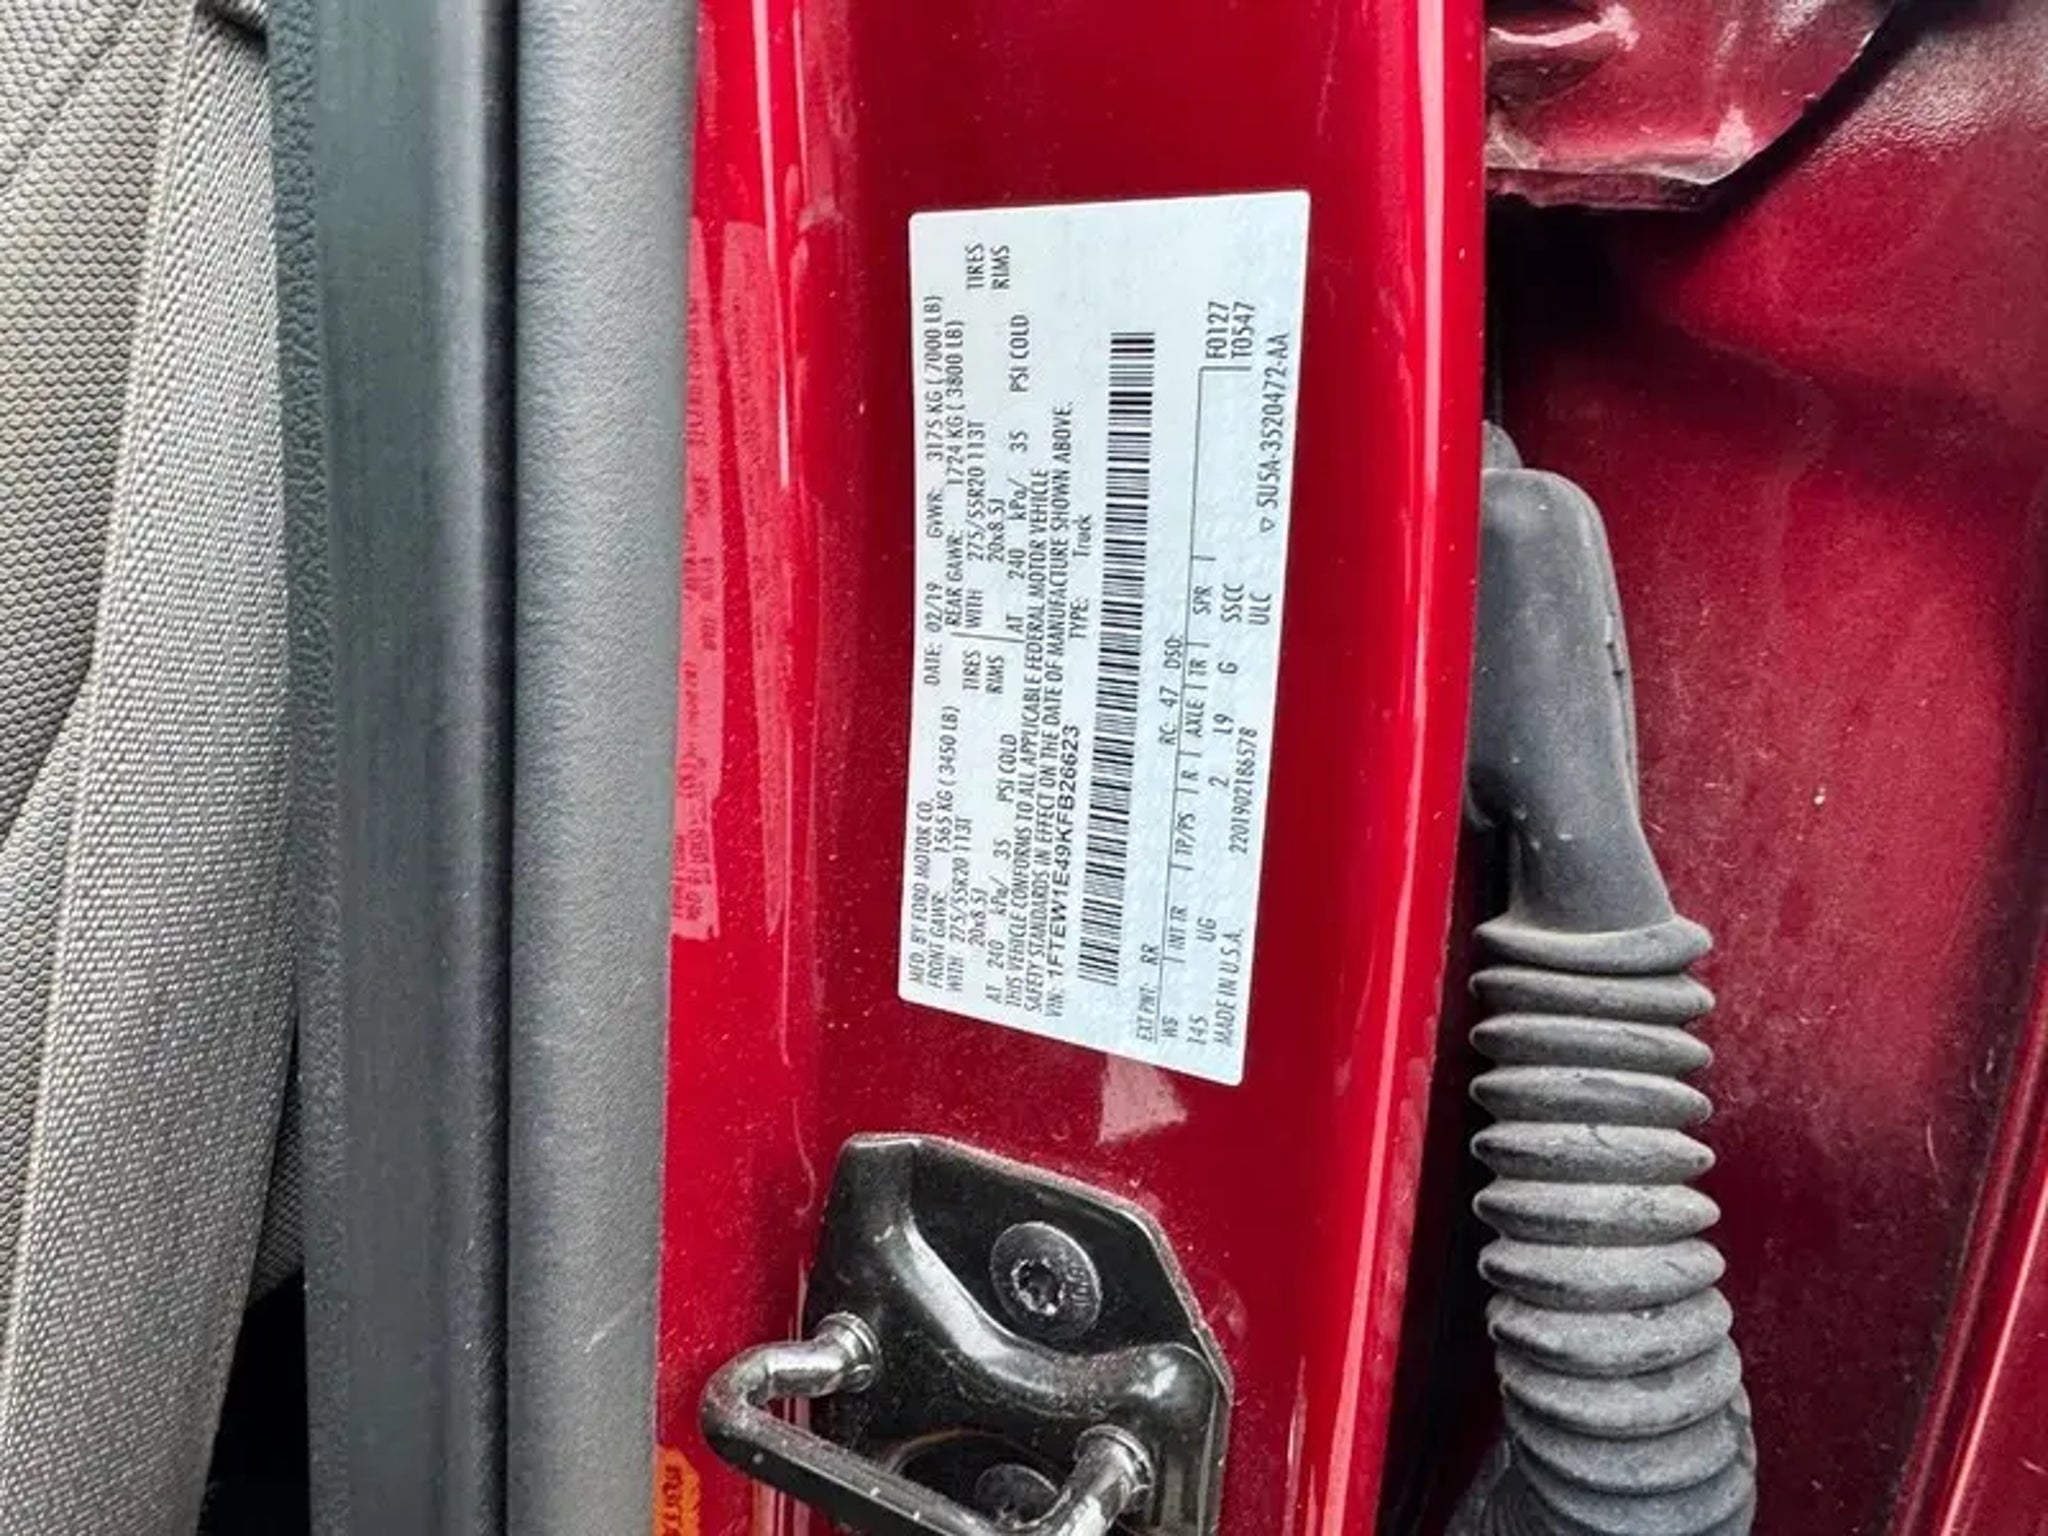 MFD. BY FORD MOTOR CO. DATE: 02/19 GVWR: 3175 KG (7000 LB)
FRONT GAWR: 1565 KG (3450 LB) REAR GAWR: 1724 KG (3800 LB)
WITH 275/55R20 113T TIRES WITH 275/55R20 113T TIRES
20x8.5J RIMS 20x8.5J RIMS
AT 240 kPa/ 35 PSI COLD AT 240 kPa/ 35 PSI COLD
THIS VEHICLE CONFORMS TO ALL APPLICABLE FEDERAL MOTOR VEHICLE
SAFETY STANDARDS IN EFFECT ON THE DATE OF MANUFACTURE SHOWN ABOVE.
VIN: 1FTEW1E49KFB26623 TYPE: Truck
EXT PNT: RR RC: 47 DSO:
WB INT TR TP/PS R AXLE TR SPR F0127
145 UG 2 L9 G SSCC T0547
MADE IN U.S.A. 2201902186578 ULC ▽ SU5A-3520472-AA